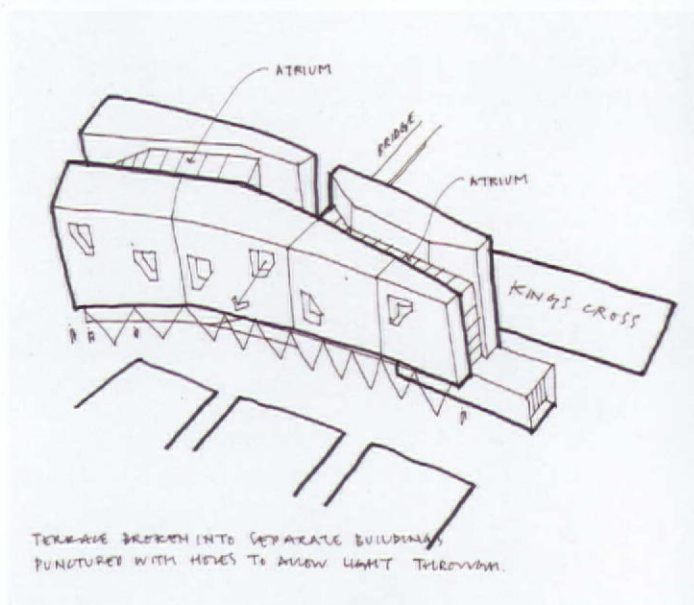 ATRIUM
BRIDGE
ATRIUM
KINGS CROSS
TERRACE BROKEN INTO SEPARATE BUILDINGS
PUNCTURED WITH HOLES TO ALLOW LIGHT THROUGH.